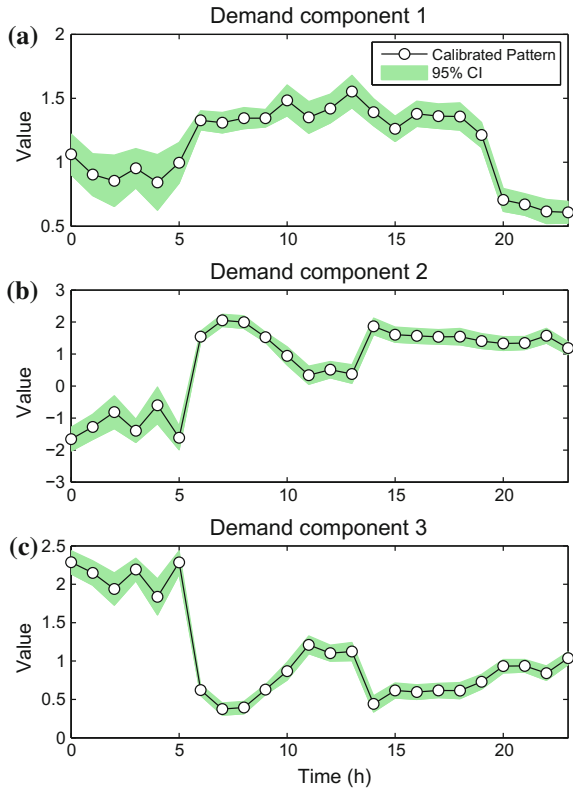 Demand component 1
(a)
2
1.5
1
0.5
Value
Calibrated Pattern
95% CI
0 5 10 15 20
Demand component 2
(b)
3
2
1
0
−1
−2
−3
Value
0 5 10 15 20
Demand component 3
(c)
2.5
2
1.5
1
0.5
0
Value
0 5 10 15 20
Time (h)